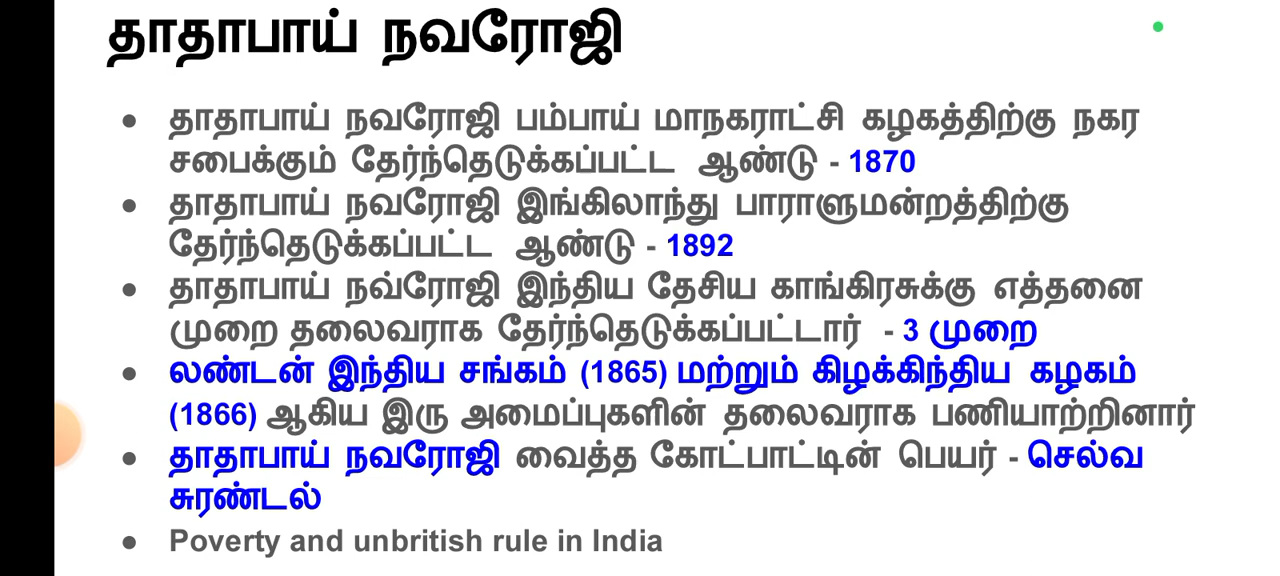 தாதாபாய் நவரோஜி
● தாதாபாய் நவரோஜி பம்பாய் மாநகராட்சி கழகத்திற்கு நகர
சபைக்கும் தேர்ந்தெடுக்கப்பட்ட ஆண்டு - 1870
● தாதாபாய் நவரோஜி இங்கிலாந்து பாராளுமன்றத்திற்கு
தேர்ந்தெடுக்கப்பட்ட ஆண்டு - 1892
● தாதாபாய் நவ்ரோஜி இந்திய தேசிய காங்கிரசுக்கு எத்தனை
முறை தலைவராக தேர்ந்தெடுக்கப்பட்டார் - 3 முறை
● லண்டன் இந்திய சங்கம் (1865) மற்றும் கிழக்கிந்திய கழகம்
(1866) ஆகிய இரு அமைப்புகளின் தலைவராக பணியாற்றினார்
● தாதாபாய் நவரோஜி வைத்த கோட்பாட்டின் பெயர் - செல்வ
சுரண்டல்
● Poverty and unbritish rule in India